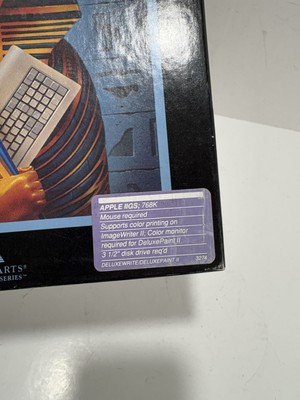 APPLE IIGS; 768K
Mouse required
Supports color printing on
ImageWriter II; Color monitor
required for DeluxePaint II
3 1/2" disk drive req'd
DELUXEWRITE/DELUXEPAINT II
ARTS®
SERIES™